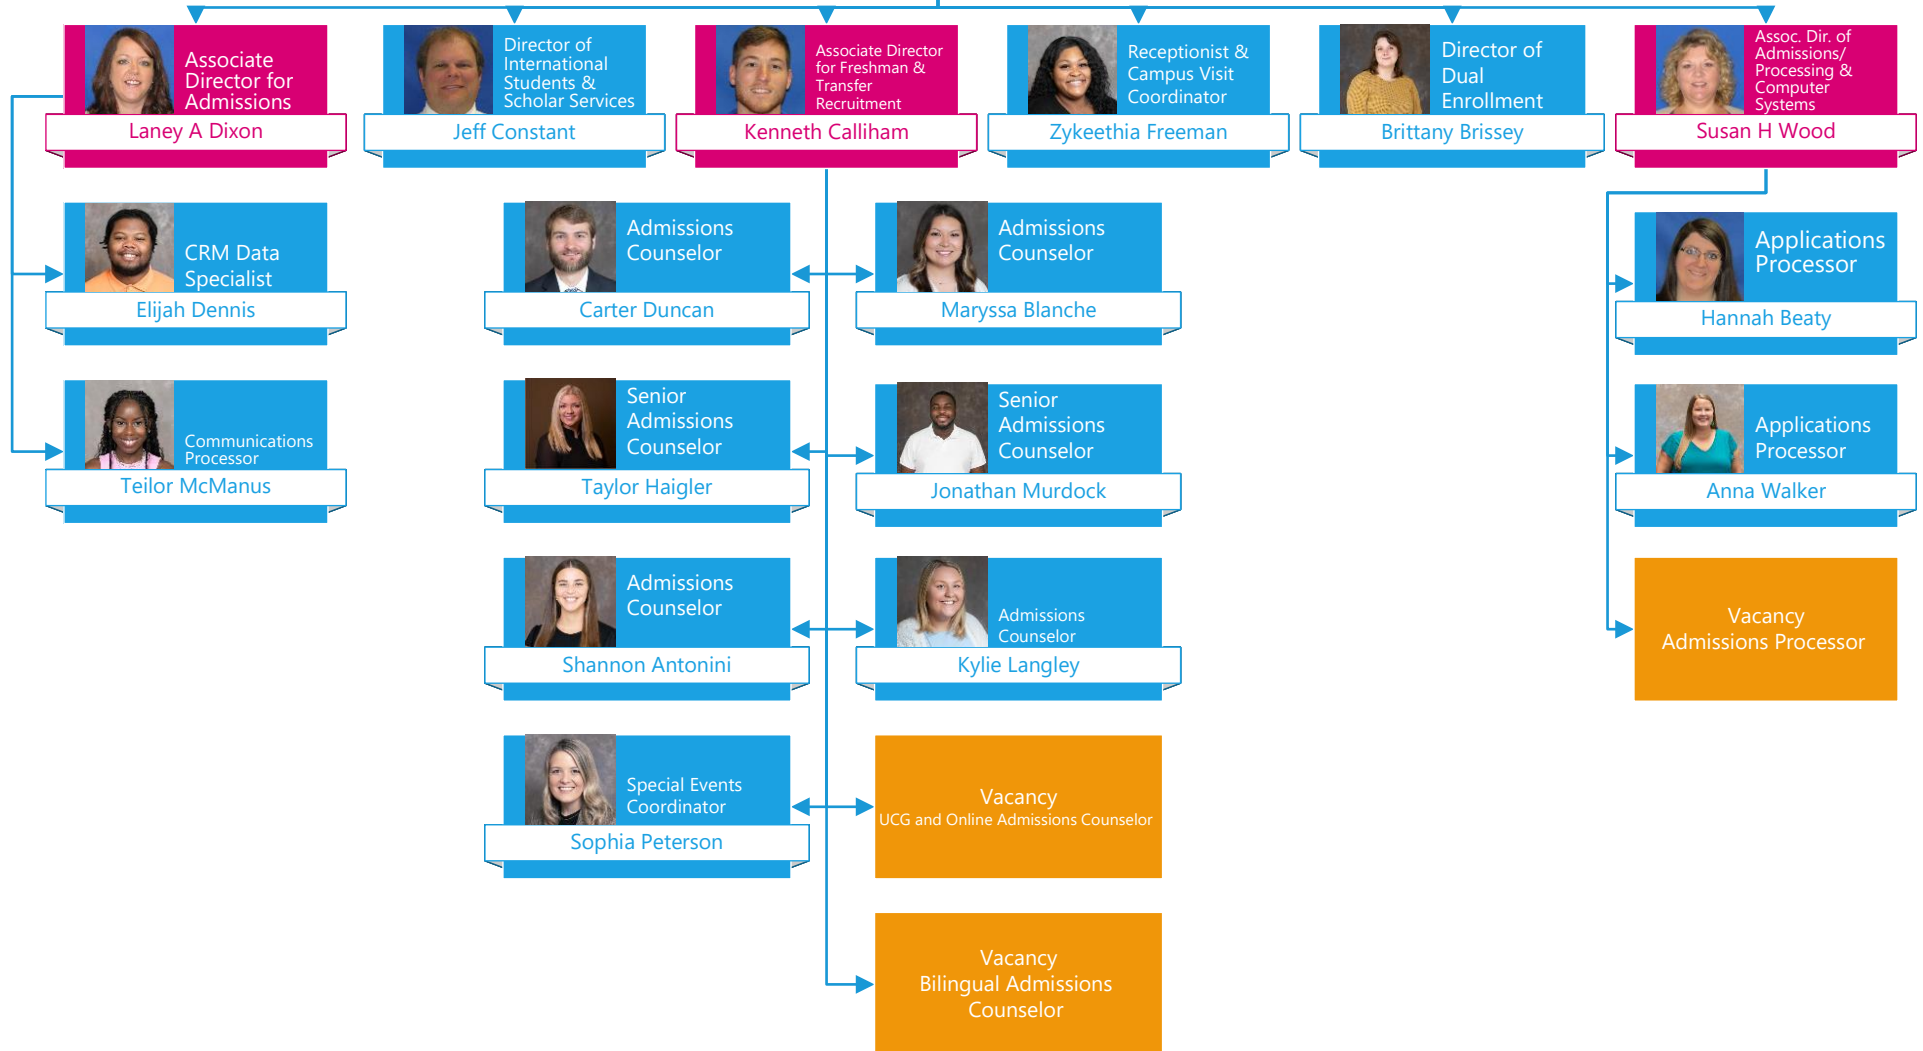 Associate
Director for
Admissions
Laney A Dixon
Director of
International
Students &
Scholar Services
Jeff Constant
Associate Director
for Freshman &
Transfer
Recruitment
Kenneth Calliham
Receptionist &
Campus Visit
Coordinator
Zykeethia Freeman
Director of
Dual
Enrollment
Brittany Brissey
Assoc. Dir. of
Admissions/
Processing &
Computer
Systems
Susan H Wood
CRM Data
Specialist
Elijah Dennis
Admissions
Counselor
Carter Duncan
Admissions
Counselor
Maryssa Blanche
Applications
Processor
Hannah Beaty
Communications
Processor
Teilor McManus
Senior
Admissions
Counselor
Taylor Haigler
Senior
Admissions
Counselor
Jonathan Murdock
Applications
Processor
Anna Walker
Admissions
Counselor
Shannon Antonini
Admissions
Counselor
Kylie Langley
Vacancy
Admissions Processor
Special Events
Coordinator
Sophia Peterson
Vacancy
UCG and Online Admissions Counselor
Vacancy
Bilingual Admissions
Counselor